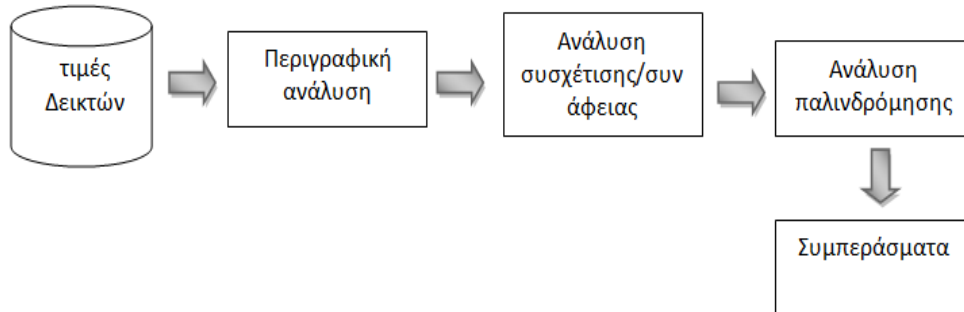 τιμές
Δεικτών
Περιγραφική
ανάλυση
Ανάλυση
συσχέτισης/συν
άφειας
Ανάλυση
παλινδρόμησης
Συμπεράσματα